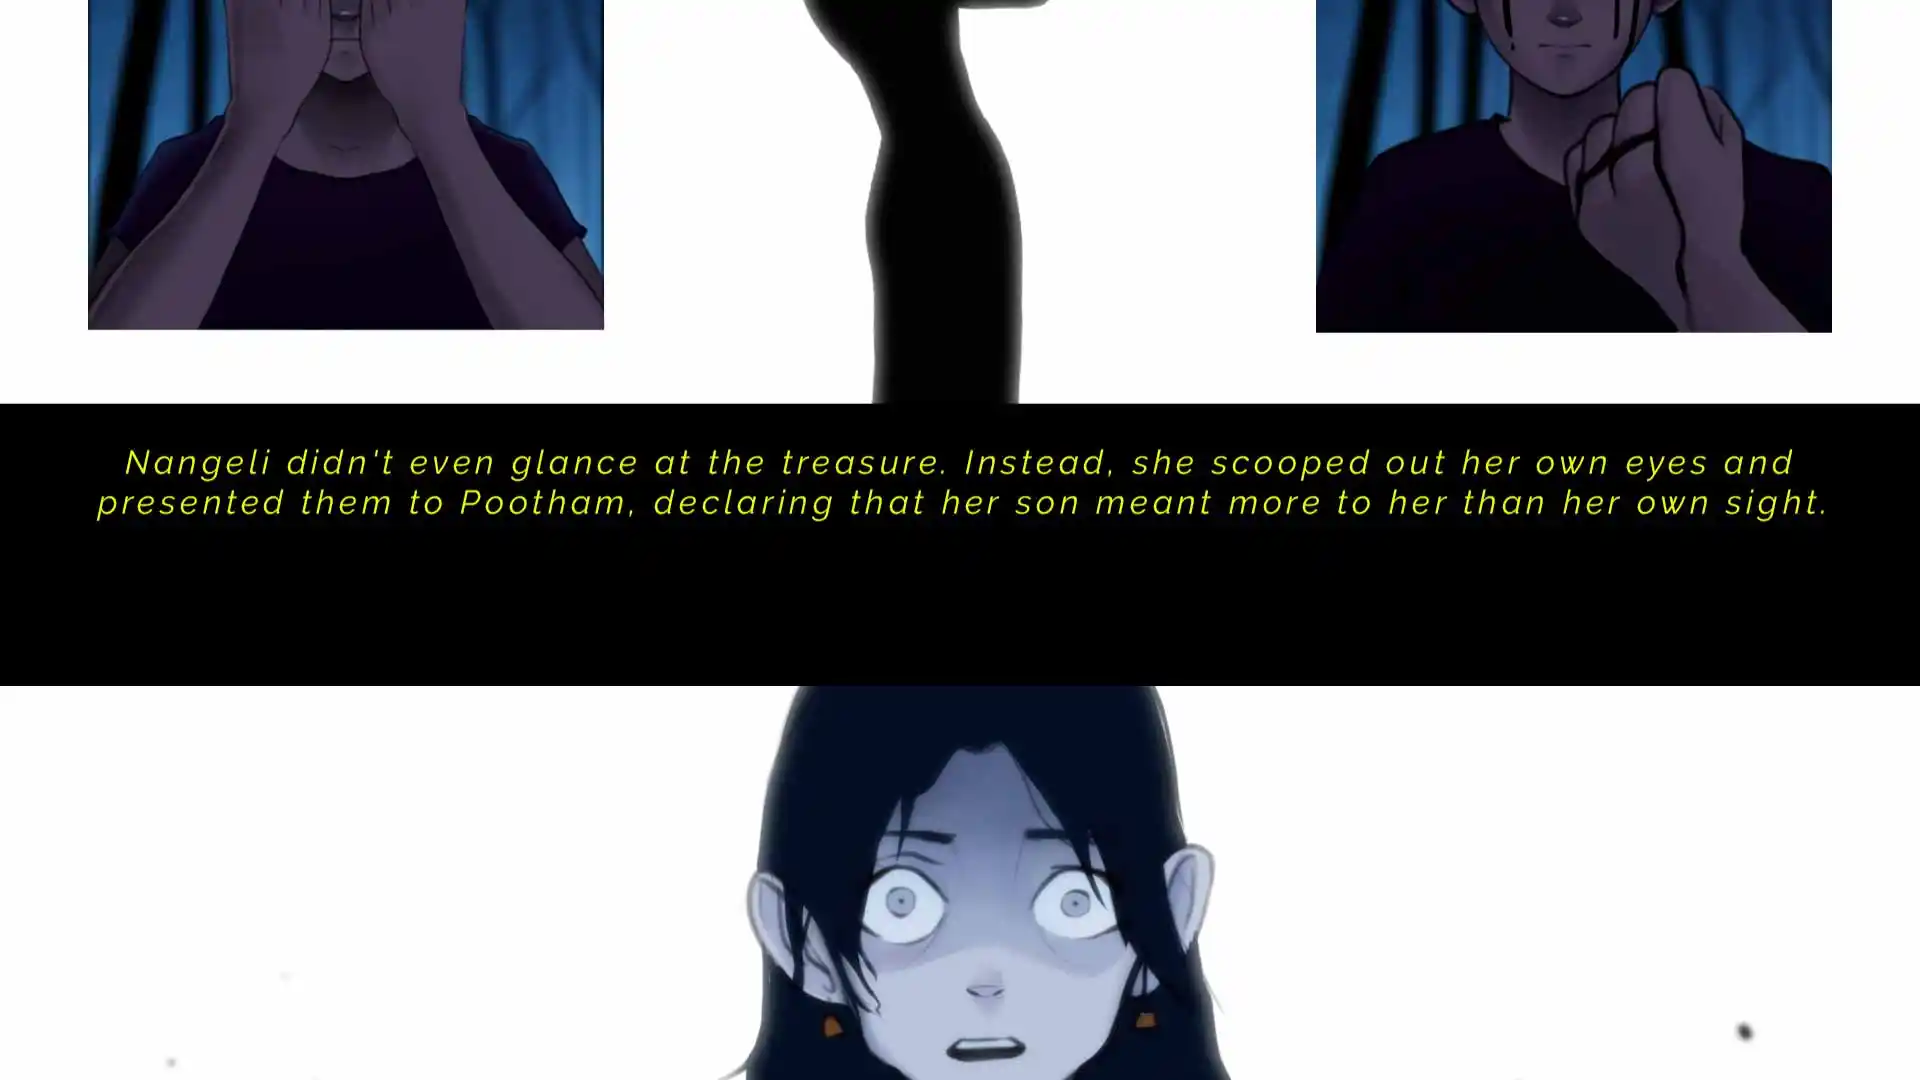 Nangeli didn't even glance at the treasure. Instead, she scooped out her own eyes and
presented them to Pootham, declaring that her son meant more to her than her own sight.